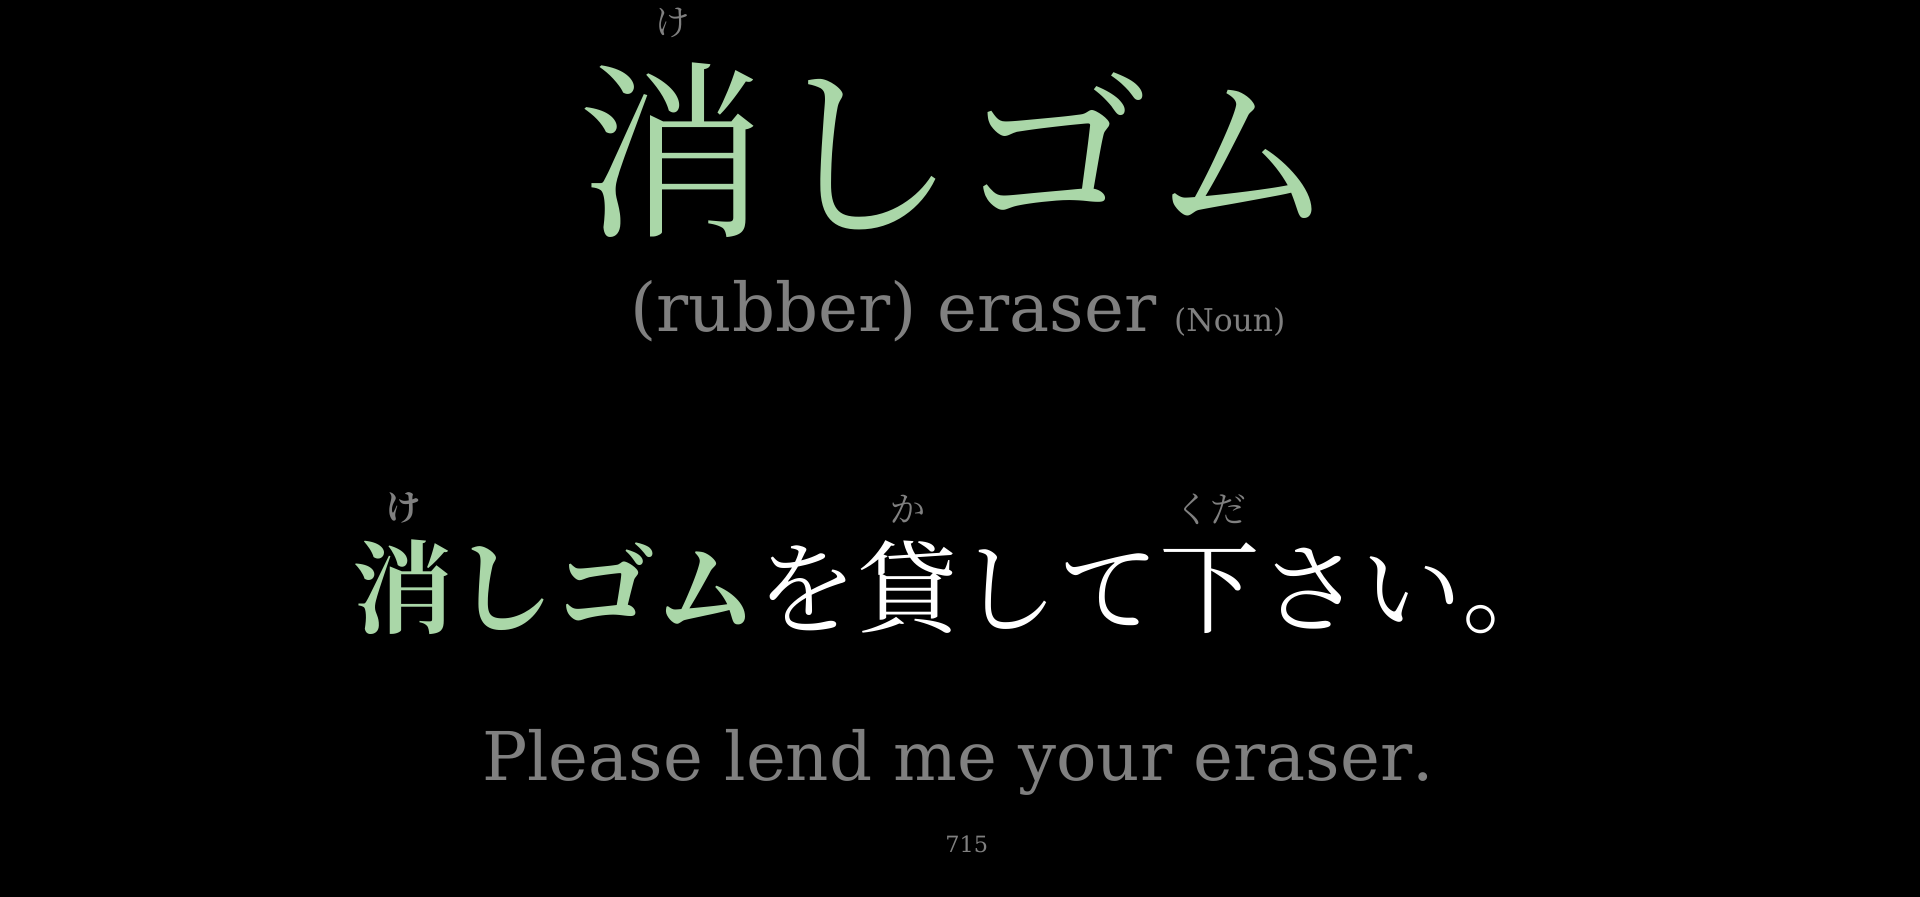 け
消しゴム
(rubber) eraser (Noun)
け か くだ
消しゴムを貸して下さい。
Please lend me your eraser.
715